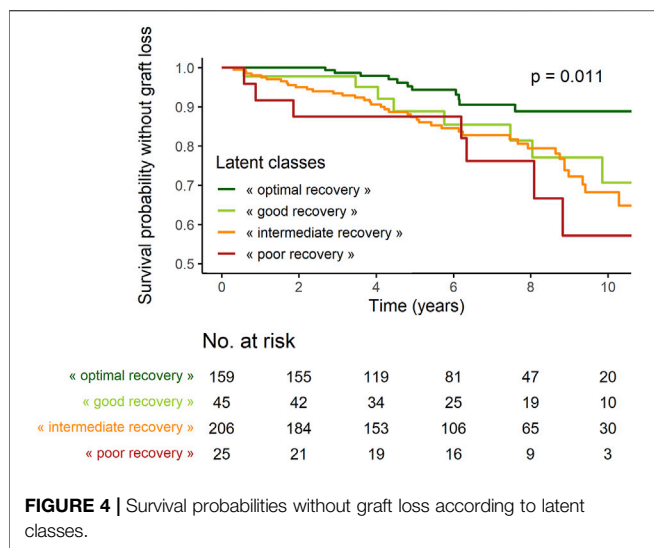 Survival probability without graft loss
1.0
0.9
0.8
0.7
0.6
0.5
p = 0.011
Latent classes
« optimal recovery »
« good recovery »
« intermediate recovery »
« poor recovery »
0 2 4 6 8 10
Time (years)
No. at risk
« optimal recovery » 159 155 119 81 47 20
« good recovery » 45 42 34 25 19 10
« intermediate recovery » 206 184 153 106 65 30
« poor recovery » 25 21 19 16 9 3
FIGURE 4 | Survival probabilities without graft loss according to latent
classes.